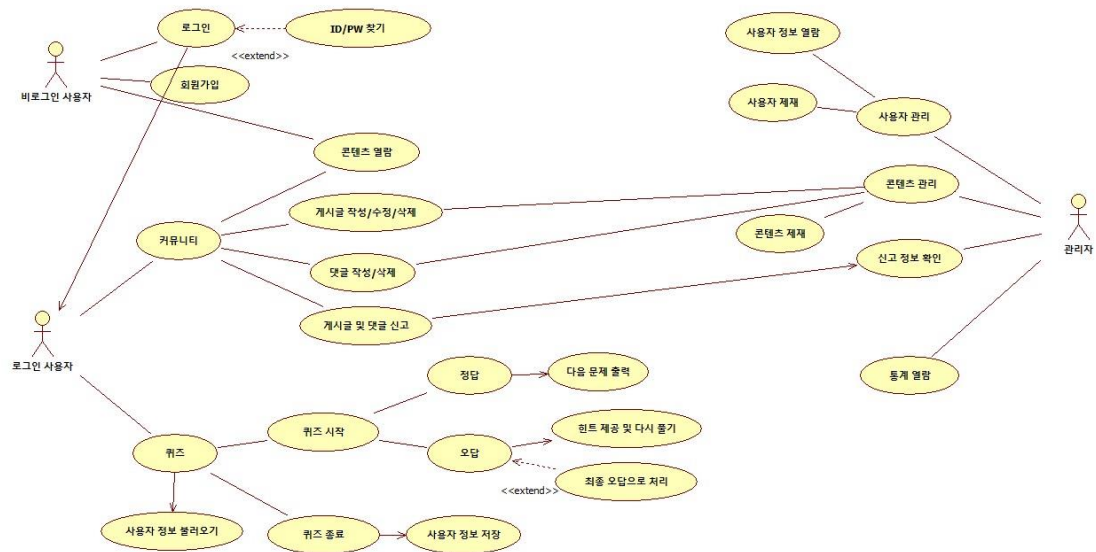 로그인
ID/PW 찾기
<<extend>>
비로그인 사용자
회원가입
사용자 정보 열람
사용자 제재
사용자 관리
콘텐츠 열람
콘텐츠 관리
게시글 작성/수정/삭제
콘텐츠 제재
관리자
커뮤니티
댓글 작성/삭제
신고 정보 확인
게시글 및 댓글 신고
로그인 사용자
정답
다음 문제 출력
통계 열람
퀴즈 시작
힌트 제공 및 다시 풀기
퀴즈
오답
최종 오답으로 처리
<<extend>>
사용자 정보 불러오기
퀴즈 종료
사용자 정보 저장